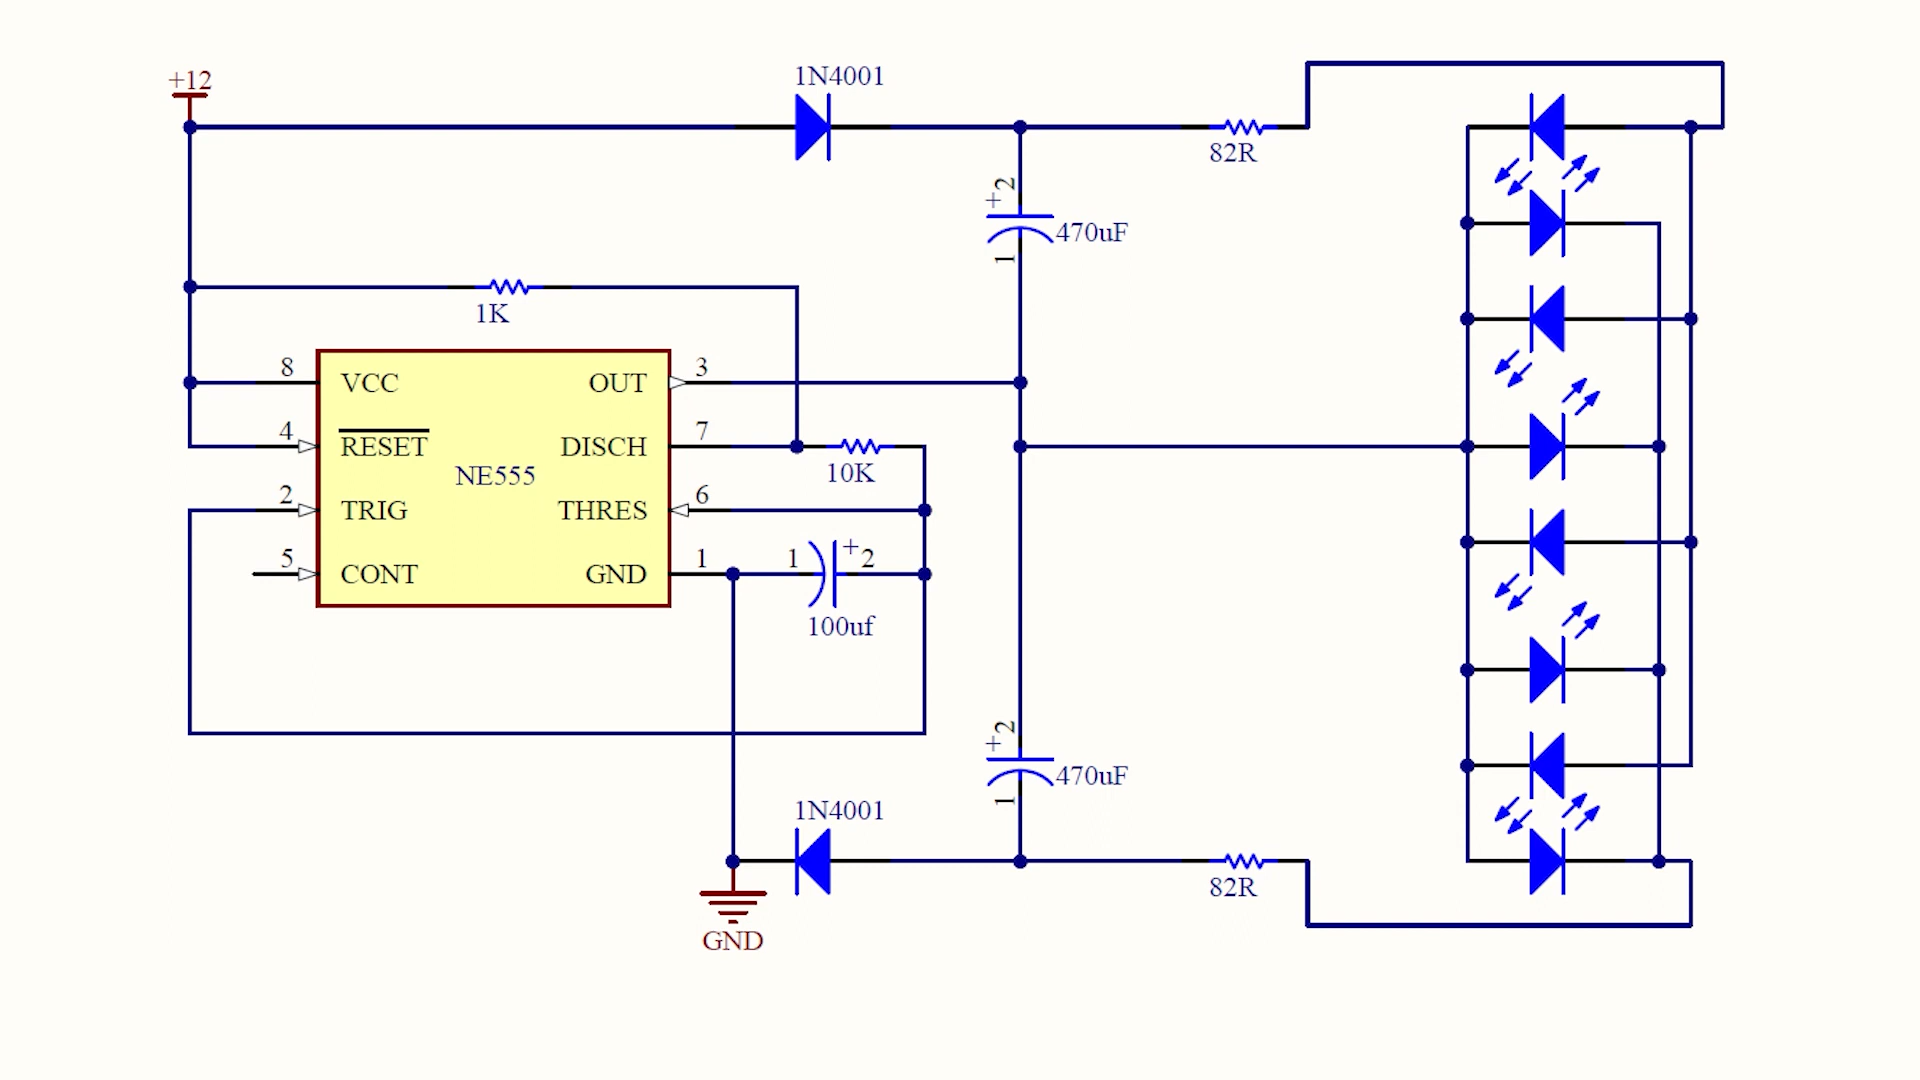 +12
1N4001
82R
+ 2
470uF
1
1K
8 VCC OUT 3
4 RESET DISCH 7
NE555
10K
2 TRIG THRES 6
5 CONT GND 1
1 + 2
100uf
+ 2
470uF
1
1N4001
82R
GND